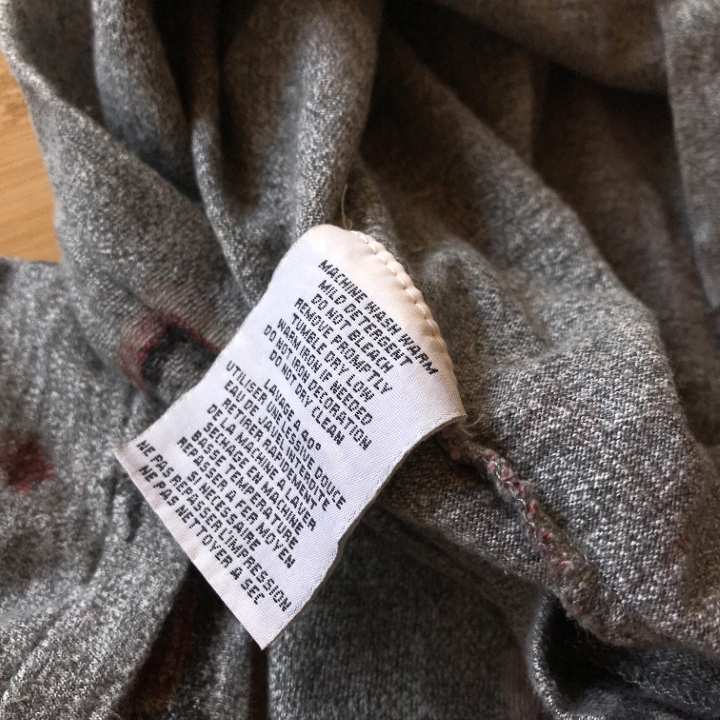 MACHINE WASH WARM
MILD DETERGENT
DO NOT BLEACH
REMOVE PROMPTLY
TUMBLE DRY LOW
WARM IRON IF NEEDED
DO NOT IRON DECORATION
DO NOT DRY CLEAN
LAVAGE A 40°
UTILISER UNE LESSIVE DOUCE
EAU DE JAVEL INTERDITE
RETIRER RAPIDEMENT
DE LA MACHINE A LAVER
SECHAGE EN MACHINE
BASSE TEMPERATURE
REPASSER A FER MOYEN
SI NECESSAIRE
NE PAS REPASSER L'IMPRESSION
NE PAS NETTOYER A SEC